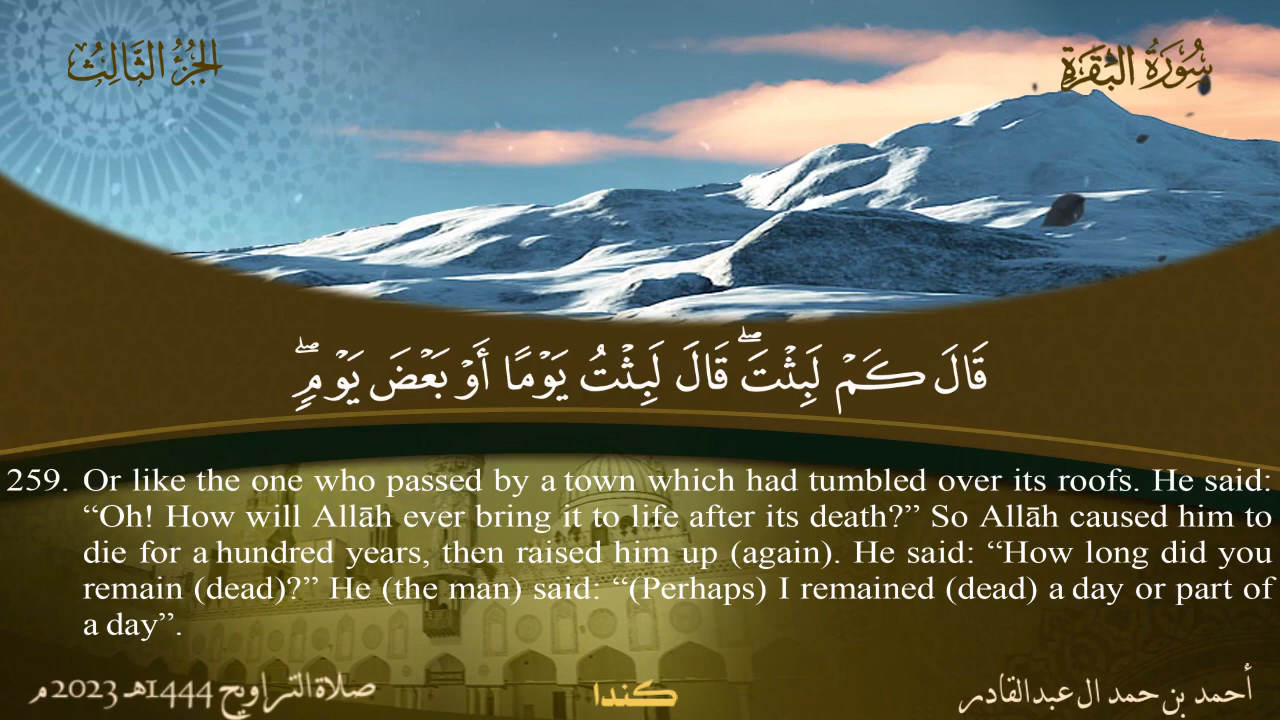 سُورَةُ البَقَرَةِ
الجُزْءُ الثَّالِثُ
قَالَ كَمْ لَبِثْتَ ۖ قَالَ لَبِثْتُ يَوْمًا أَوْ بَعْضَ يَوْمٍ ۖ
259. Or like the one who passed by a town which had tumbled over its roofs. He said:
“Oh! How will Allāh ever bring it to life after its death?” So Allāh caused him to
die for a hundred years, then raised him up (again). He said: “How long did you
remain (dead)?” He (the man) said: “(Perhaps) I remained (dead) a day or part of
a day”.
أحمد بن حمد ال عبدالقادر
كندا
صلاة التراويح 1444هـ 2023م